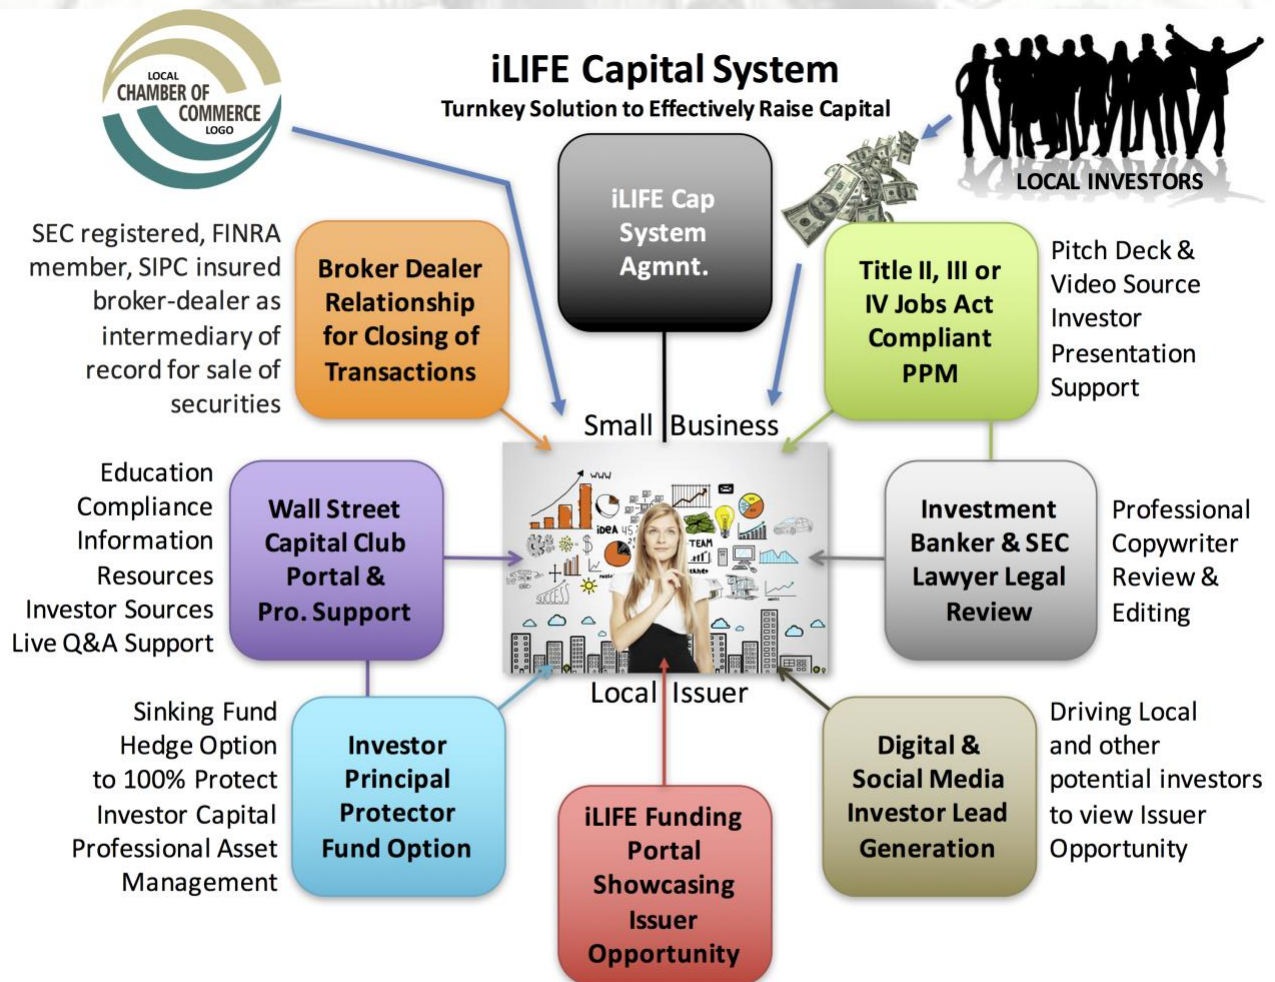 iLIFE Capital System
Turnkey Solution to Effectively Raise Capital
LOCAL
CHAMBER OF
COMMERCE
LOGO
LOCAL INVESTORS
iLIFE Cap
System
Agmnt.
SEC registered, FINRA
member, SIPC insured
broker-dealer as
intermediary of
record for sale of
securities
Broker Dealer
Relationship
for Closing of
Transactions
Title II, III or
IV Jobs Act
Compliant
PPM
Pitch Deck &
Video Source
Investor
Presentation
Support
Small Business
Education
Compliance
Information
Resources
Investor Sources
Live Q&A Support
Wall Street
Capital Club
Portal &
Pro. Support
IDEA
TEAM
SUCCESS
Investment
Banker & SEC
Lawyer Legal
Review
Professional
Copywriter
Review &
Editing
Local Issuer
Sinking Fund
Hedge Option
to 100% Protect
Investor Capital
Professional Asset
Management
Investor
Principal
Protector
Fund Option
iLIFE Funding
Portal
Showcasing
Issuer
Opportunity
Digital &
Social Media
Investor Lead
Generation
Driving Local
and other
potential investors
to view Issuer
Opportunity